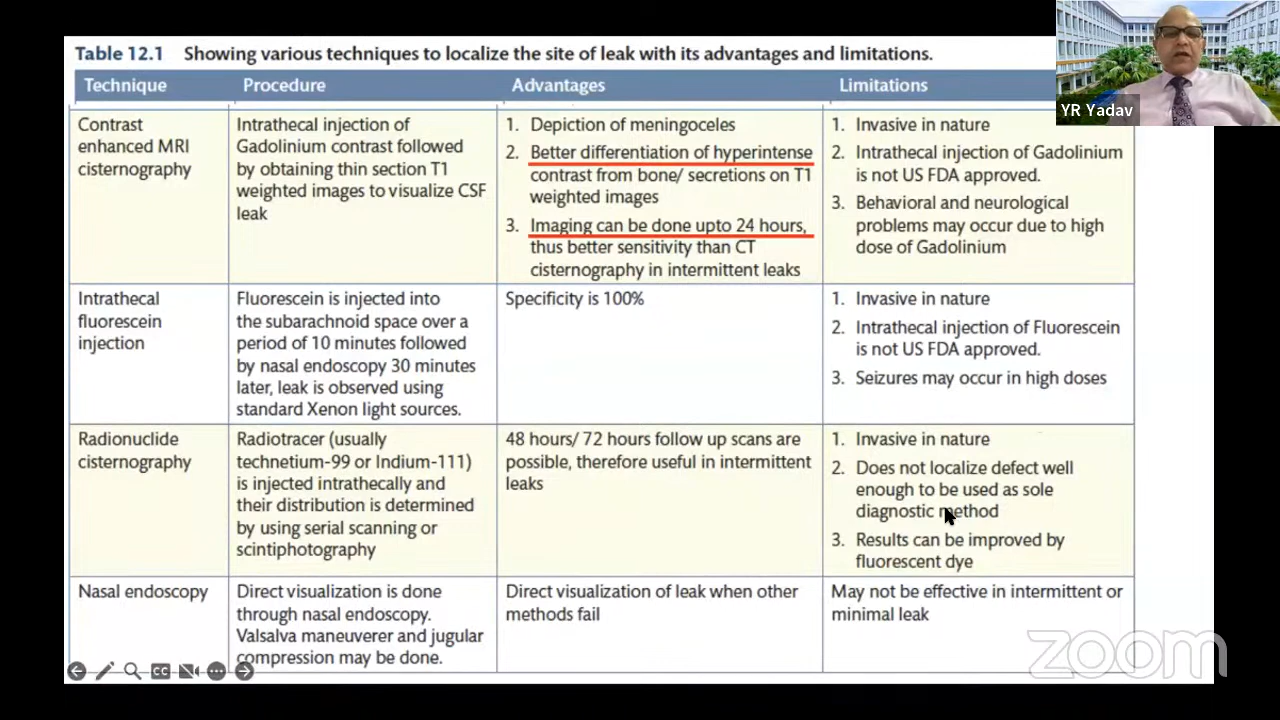 Table 12.1 Showing various techniques to localize the site of leak with its advantages and limitations.
Technique
Procedure
Advantages
Limitations
Contrast
enhanced MRI
cisternography
Intrathecal injection of
Gadolinium contrast followed
by obtaining thin section T1
weighted images to visualize CSF
leak
1. Depiction of meningoceles
2. Better differentiation of hyperintense
contrast from bone/ secretions on T1
weighted images
3. Imaging can be done upto 24 hours,
thus better sensitivity than CT
cisternography in intermittent leaks
1. Invasive in nature
2. Intrathecal injection of Gadolinium
is not US FDA approved.
3. Behavioral and neurological
problems may occur due to high
dose of Gadolinium
Intrathecal
fluorescein
injection
Fluorescein is injected into
the subarachnoid space over a
period of 10 minutes followed
by nasal endoscopy 30 minutes
later, leak is observed using
standard Xenon light sources.
Specificity is 100%
1. Invasive in nature
2. Intrathecal injection of Fluorescein
is not US FDA approved.
3. Seizures may occur in high doses
Radionuclide
cisternography
Radiotracer (usually
technetium-99 or Indium-111)
is injected intrathecally and
their distribution is determined
by using serial scanning or
scintiphotography
48 hours/ 72 hours follow up scans are
possible, therefore useful in intermittent
leaks
1. Invasive in nature
2. Does not localize defect well
enough to be used as sole
diagnostic method
3. Results can be improved by
fluorescent dye
Nasal endoscopy
Direct visualization is done
through nasal endoscopy.
Valsalva maneuverer and jugular
compression may be done.
Direct visualization of leak when other
methods fail
May not be effective in intermittent or
minimal leak
YR Yadav
CC
zoom